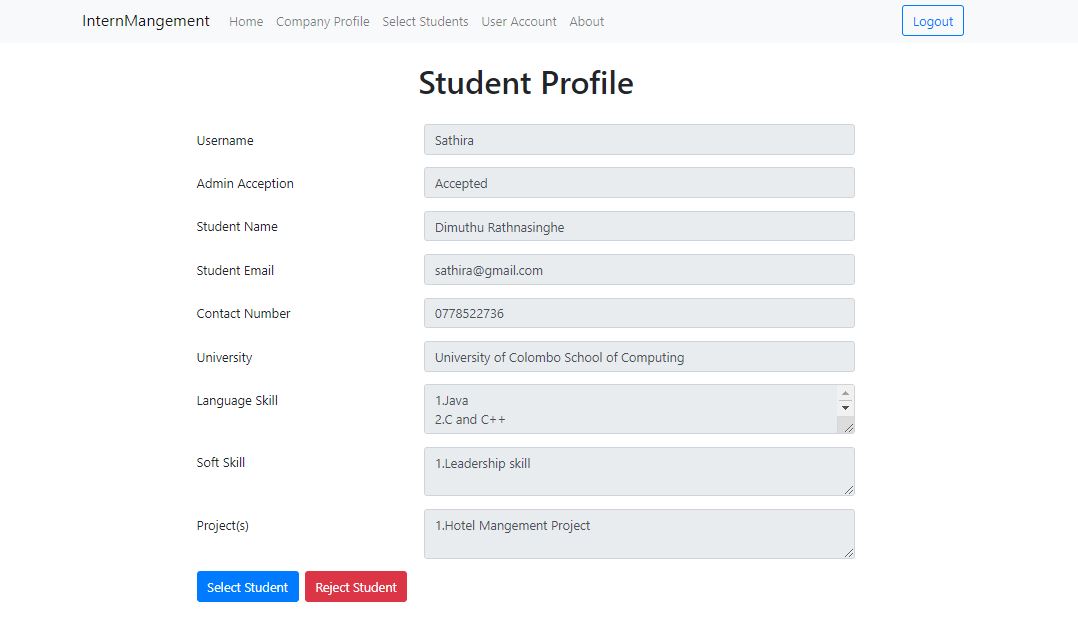 InternMangement Home Company Profile Select Students User Account About Logout
Student Profile
Username Sathira
Admin Acception Accepted
Student Name Dimuthu Rathnasinghe
Student Email sathira@gmail.com
Contact Number 0778522736
University University of Colombo School of Computing
Language Skill 1.Java
2.C and C++
Soft Skill 1.Leadership skill
Project(s) 1.Hotel Mangement Project
Select Student Reject Student